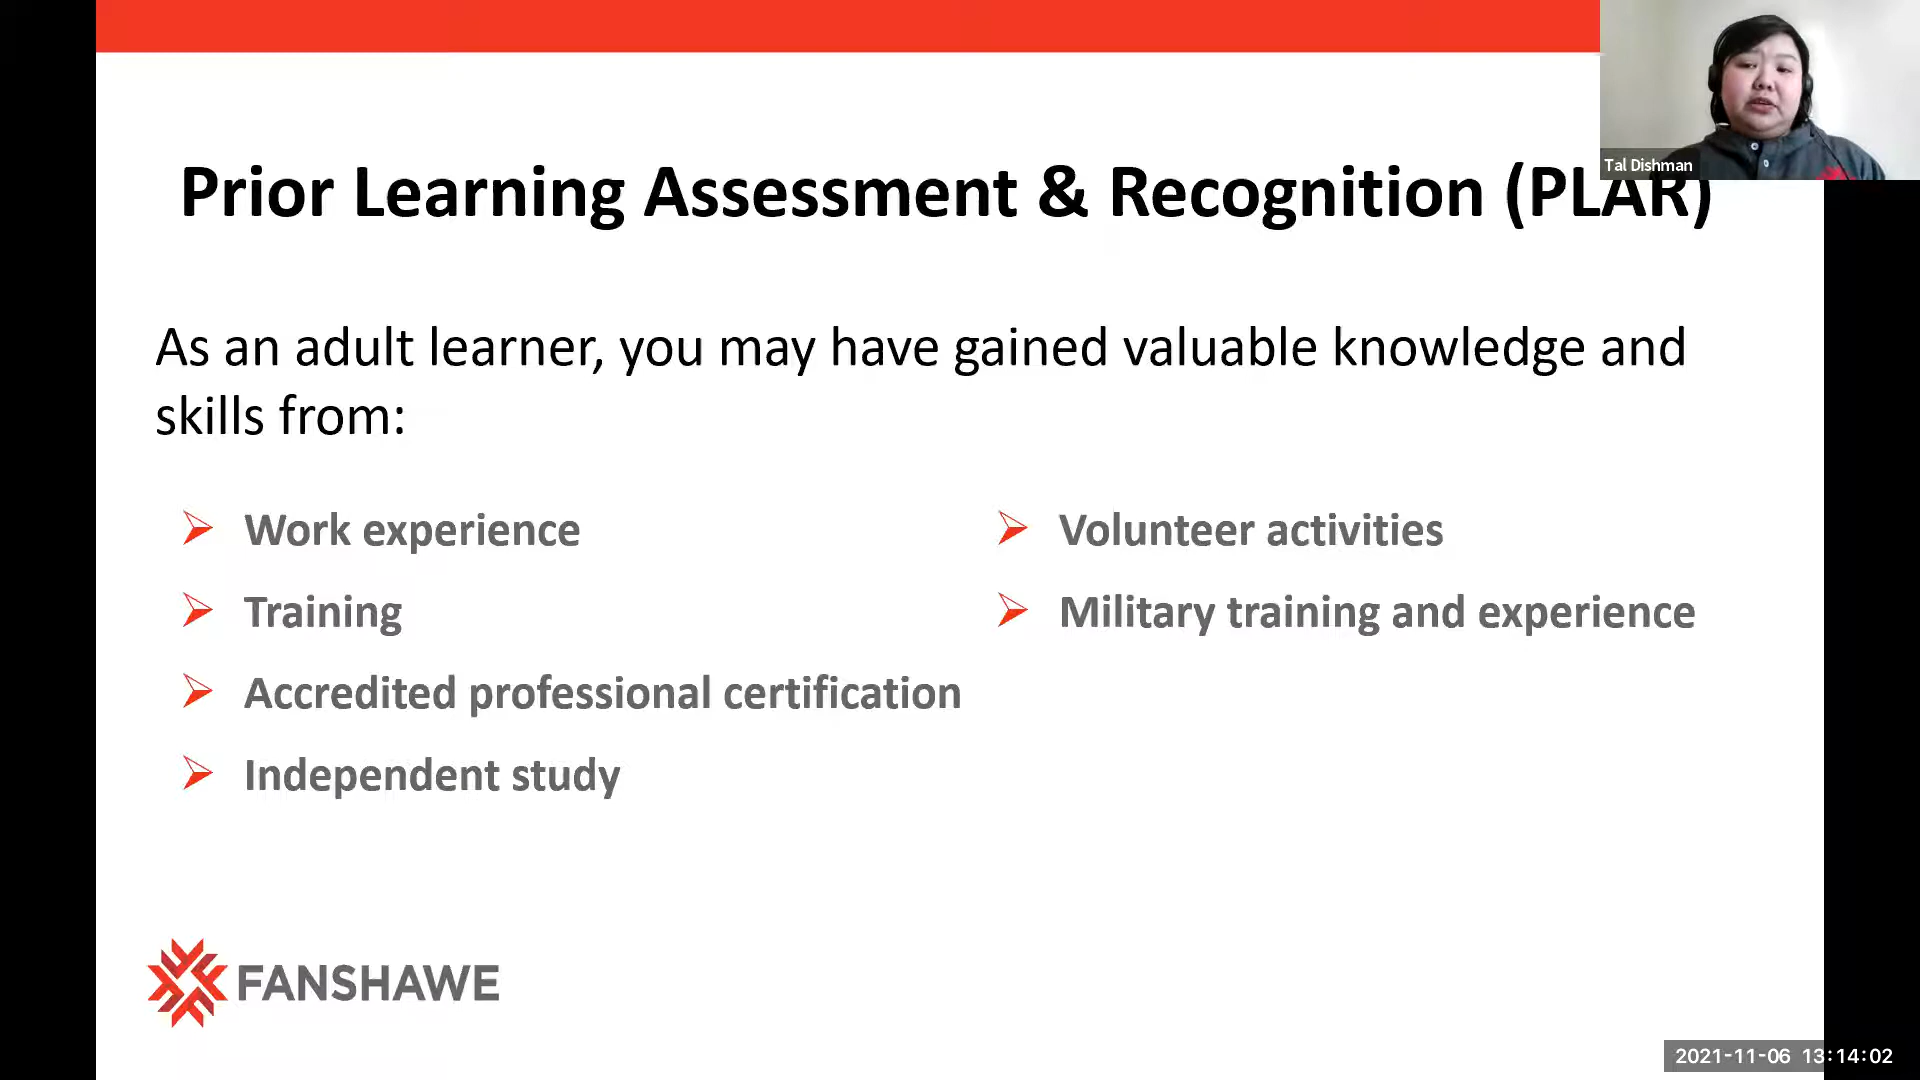 Tal Dishman
Prior Learning Assessment & Recognition (PLAR)
As an adult learner, you may have gained valuable knowledge and
skills from:
Work experience
Training
Accredited professional certification
Independent study
Volunteer activities
Military training and experience
FANSHAWE
2021-11-06 13:14:02